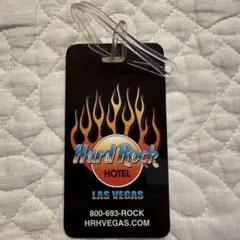 Hard Rock
HOTEL
LAS VEGAS
800-693-ROCK
HRHVEGAS.COM